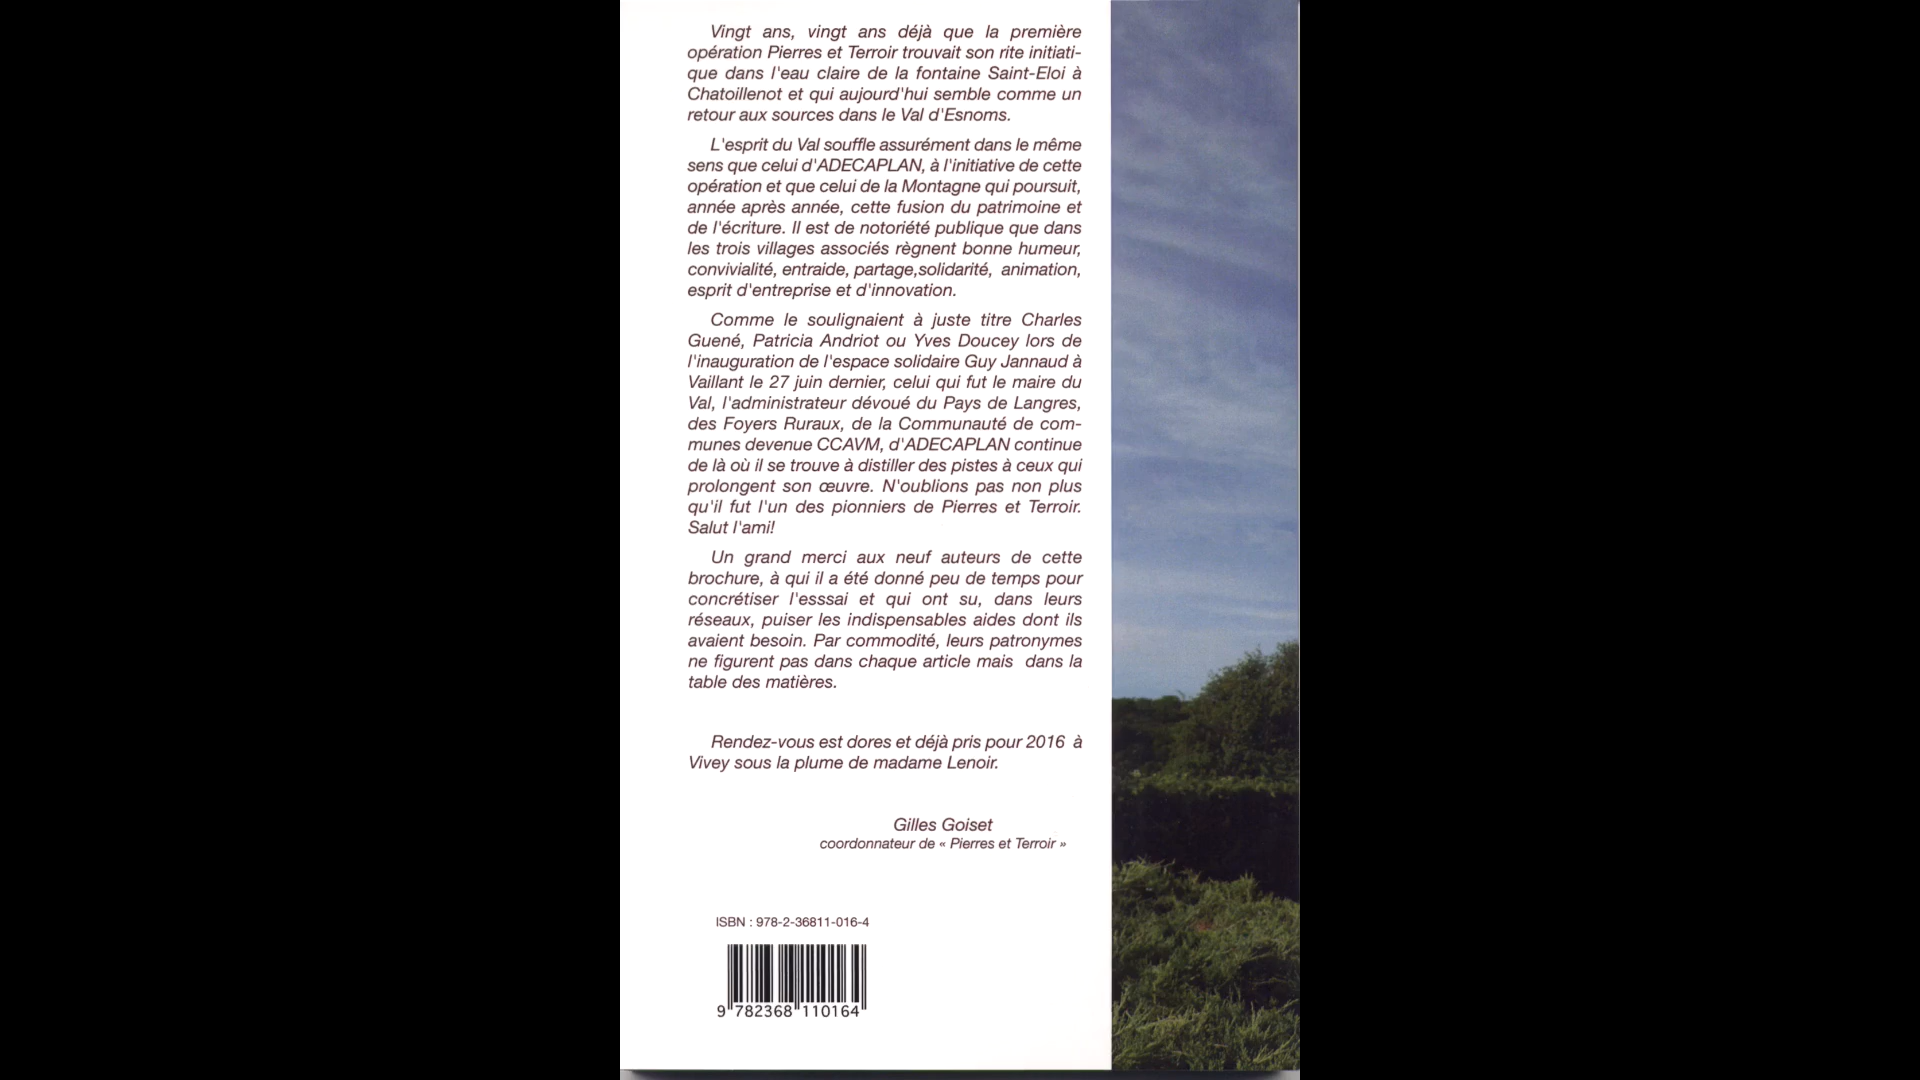 Vingt ans, vingt ans déjà que la première
opération Pierres et Terroir trouvait son rite initiati-
que dans l'eau claire de la fontaine Saint-Eloi à
Chatoillenot et qui aujourd'hui semble comme un
retour aux sources dans le Val d'Esnoms.
L'esprit du Val souffle assurément dans le même
sens que celui d'ADECAPLAN, à l'initiative de cette
opération et que celui de la Montagne qui poursuit,
année après année, cette fusion du patrimoine et
de l'écriture. Il est de notoriété publique que dans
les trois villages associés règnent bonne humeur,
convivialité, entraide, partage,solidarité, animation,
esprit d'entreprise et d'innovation.
Comme le soulignaient à juste titre Charles
Guené, Patricia Andriot ou Yves Doucey lors de
l'inauguration de l'espace solidaire Guy Jannaud à
Vaillant le 27 juin dernier, celui qui fut le maire du
Val, l'administrateur dévoué du Pays de Langres,
des Foyers Ruraux, de la Communauté de com-
munes devenue CCAVM, d'ADECAPLAN continue
de là où il se trouve à distiller des pistes à ceux qui
prolongent son œuvre. N'oublions pas non plus
qu'il fut l'un des pionniers de Pierres et Terroir.
Salut l'ami!
Un grand merci aux neuf auteurs de cette
brochure, à qui il a été donné peu de temps pour
concrétiser l'esssai et qui ont su, dans leurs
réseaux, puiser les indispensables aides dont ils
avaient besoin. Par commodité, leurs patronymes
ne figurent pas dans chaque article mais dans la
table des matières.
Rendez-vous est dores et déjà pris pour 2016 à
Vivey sous la plume de madame Lenoir.
Gilles Goiset
coordonnateur de « Pierres et Terroir »
ISBN : 978-2-36811-016-4
9 782368 110164